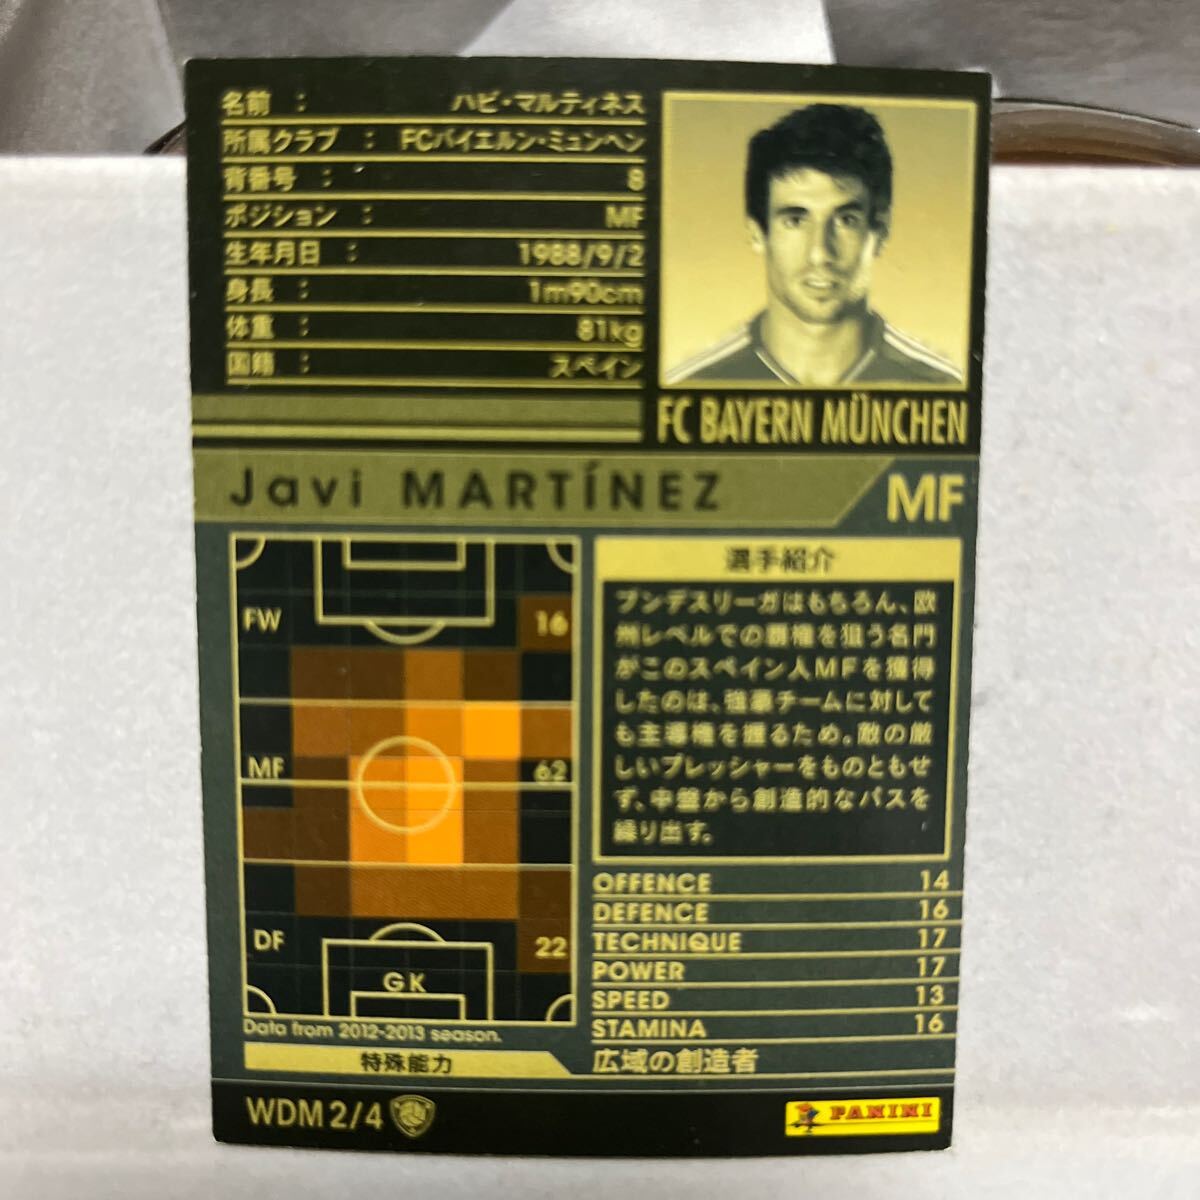 名前 : ハビ・マルティネス
所属クラブ : FCバイエルン・ミュンヘン
背番号 : 8
ポジション : MF
生年月日 : 1988/9/2
身長 : 1m90cm
体重 : 81kg
国籍 : スペイン
FC BAYERN MÜNCHEN
Javi MARTÍNEZ
MF
FW 16
MF 62
DF 22
GK
Data from 2012-2013 season.
選手紹介
ブンデスリーガはもちろん、欧
州レベルでの覇権を狙う名門
がこのスペイン人MFを獲得
したのは、強豪チームに対して
も主導権を握るため。敵の厳
しいプレッシャーをものともせ
ず、中盤から創造的なパスを
繰り出す。
OFFENCE 14
DEFENCE 16
TECHNIQUE 17
POWER 17
SPEED 13
STAMINA 16
特殊能力
広域の創造者
WDM 2/4
PANINI